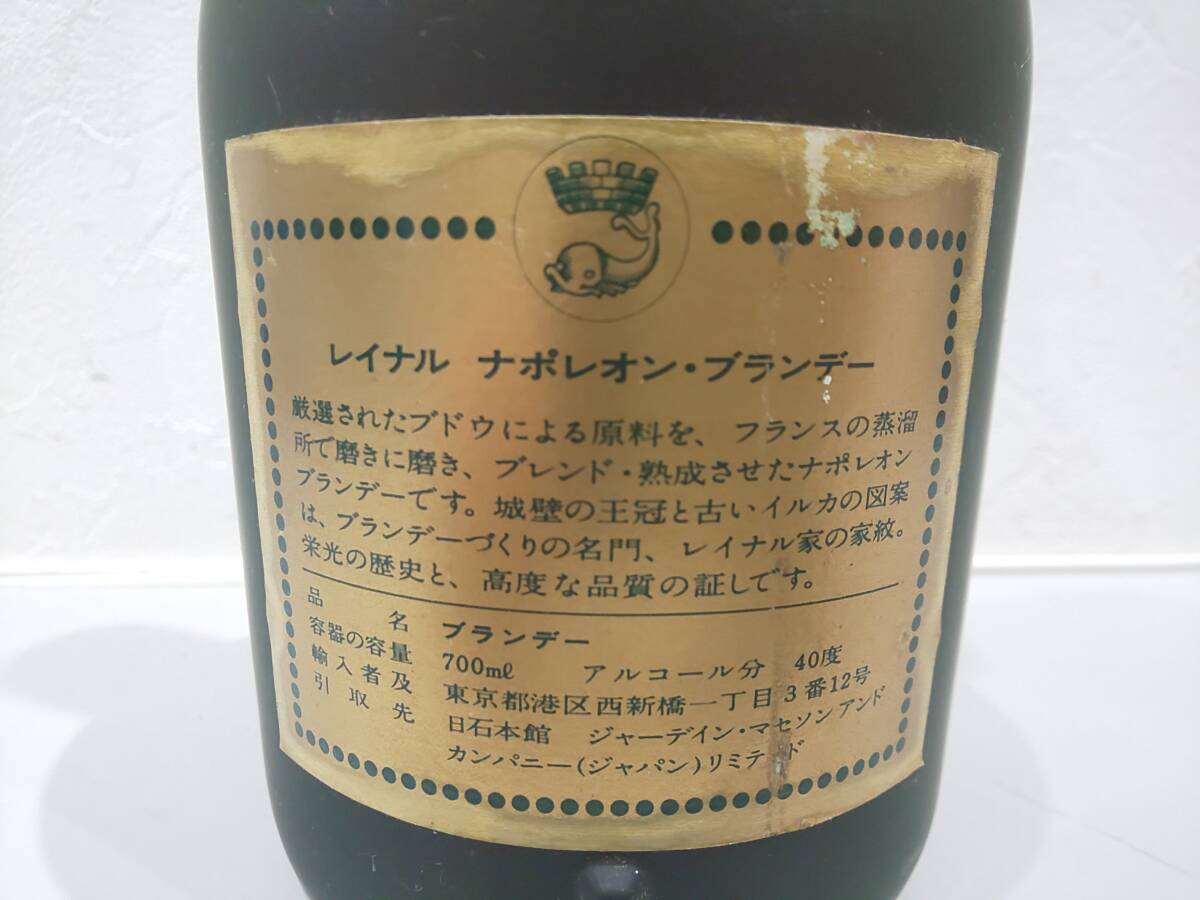 レイナル ナポレオン・ブランデー
厳選されたブドウによる原料を、フランスの蒸溜
所で磨きに磨き、ブレンド・熟成させたナポレオン
ブランデーです。城壁の王冠と古いイルカの図案
は、ブランデーづくりの名門、レイナル家の家紋。
栄光の歴史と、高度な品質の証しです。
品名 ブランデー
容器の容量 700mℓ アルコール分 40度
輸入者及 東京都港区西新橋一丁目3番12号
引取先 日石本館 ジャーデイン・マセソン アンド
カンパニー(ジャパン)リミテード